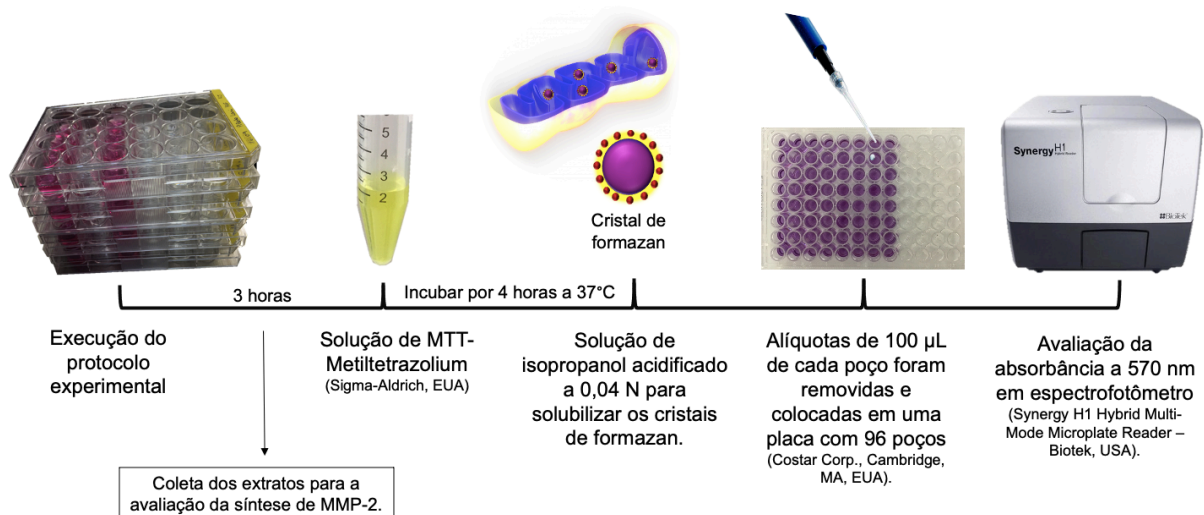 5
4
3
2
Synergy H1
Hybrid Reader
BioTek
Cristal de
formazan
3 horas
Incubar por 4 horas a 37°C
Execução do
protocolo
experimental
Solução de MTT-
Metiltetrazolium
(Sigma-Aldrich, EUA)
Solução de
isopropanol acidificado
a 0,04 N para
solubilizar os cristais
de formazan.
Alíquotas de 100 µL
de cada poço foram
removidas e
colocadas em uma
placa com 96 poços
(Costar Corp., Cambridge,
MA, EUA).
Avaliação da
absorbância a 570 nm
em espectrofotômetro
(Synergy H1 Hybrid Multi-
Mode Microplate Reader –
Biotek, USA).
Coleta dos extratos para a
avaliação da síntese de MMP-2.